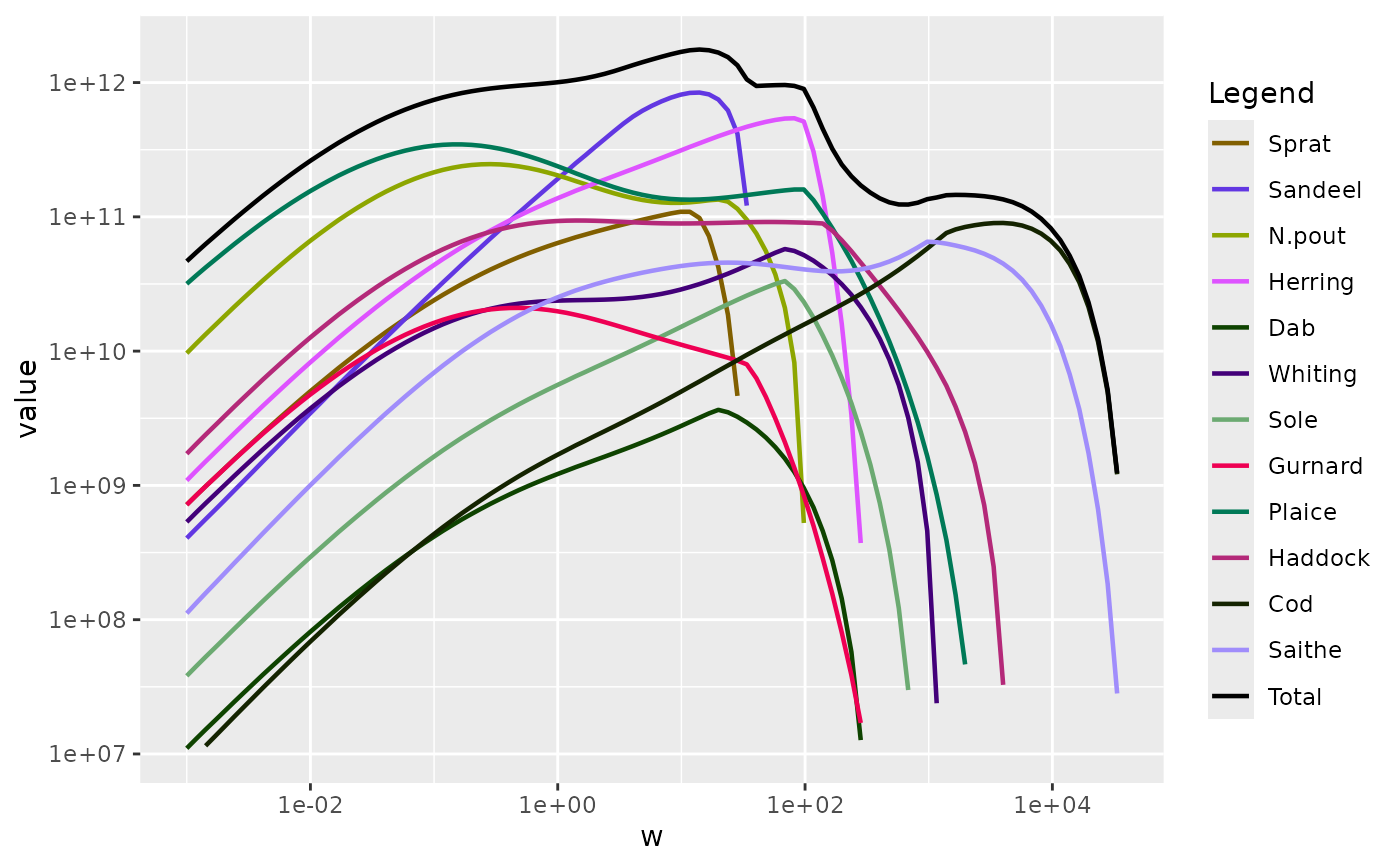 1e+12
1e+11
1e+10
1e+09
1e+08
1e+07
value
1e-02
1e+00
1e+02
1e+04
w
Legend
Sprat
Sandeel
N.pout
Herring
Dab
Whiting
Sole
Gurnard
Plaice
Haddock
Cod
Saithe
Total